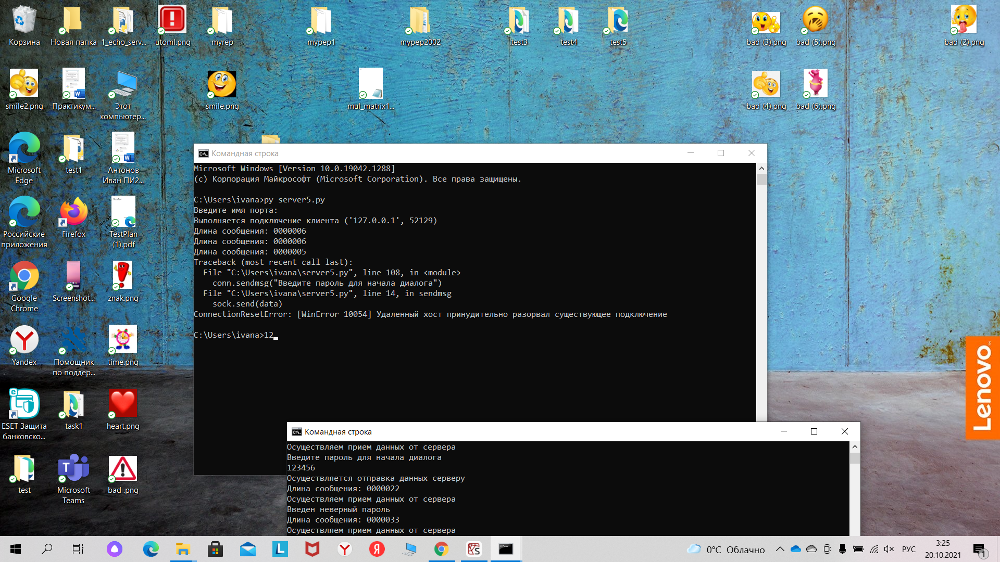 Корзина
Новая папка
1_echo_serv...
utoml.png
myrep
mypep1
mypep2002
test3
test4
test5
bad (3).png
bad (5).png
bad (2).png
smile2.png
Практикум...
Этот
компьютер...
smile.png
mul_matrix1...
bad (4).png
bad (6).png
Microsoft
Edge
test1
Антонов
Иван ПИ2...
Российские
приложения
Firefox
TestPlan
(1).pdf
Google
Chrome
Screenshot...
znak.png
Yandex
Помощник
по поддер...
time.png
ESET Защита
банковско...
task1
heart.png
test
Microsoft
Teams
bad .png
Командная строка
Microsoft Windows [Version 10.0.19042.1288]
(c) Корпорация Майкрософт (Microsoft Corporation). Все права защищены.
C:\Users\ivana>py server5.py
Введите имя порта:
Выполняется подключение клиента ('127.0.0.1', 52129)
Длина сообщения: 0000006
Длина сообщения: 0000006
Длина сообщения: 0000005
Traceback (most recent call last):
File "C:\Users\ivana\server5.py", line 108, in <module>
conn.sendmsg("Введите пароль для начала диалога")
File "C:\Users\ivana\server5.py", line 14, in sendmsg
sock.send(data)
ConnectionResetError: [WinError 10054] Удаленный хост принудительно разорвал существующее подключение
C:\Users\ivana>12
Командная строка
Осуществляем прием данных от сервера
Введите пароль для начала диалога
123456
Осуществляется отправка данных серверу
Длина сообщения: 0000022
Осуществляем прием данных от сервера
Введен неверный пароль
Длина сообщения: 0000033
Осуществляем прием данных от сервера
Lenovo
0°C Облачно
РУС
3:25
20.10.2021
1